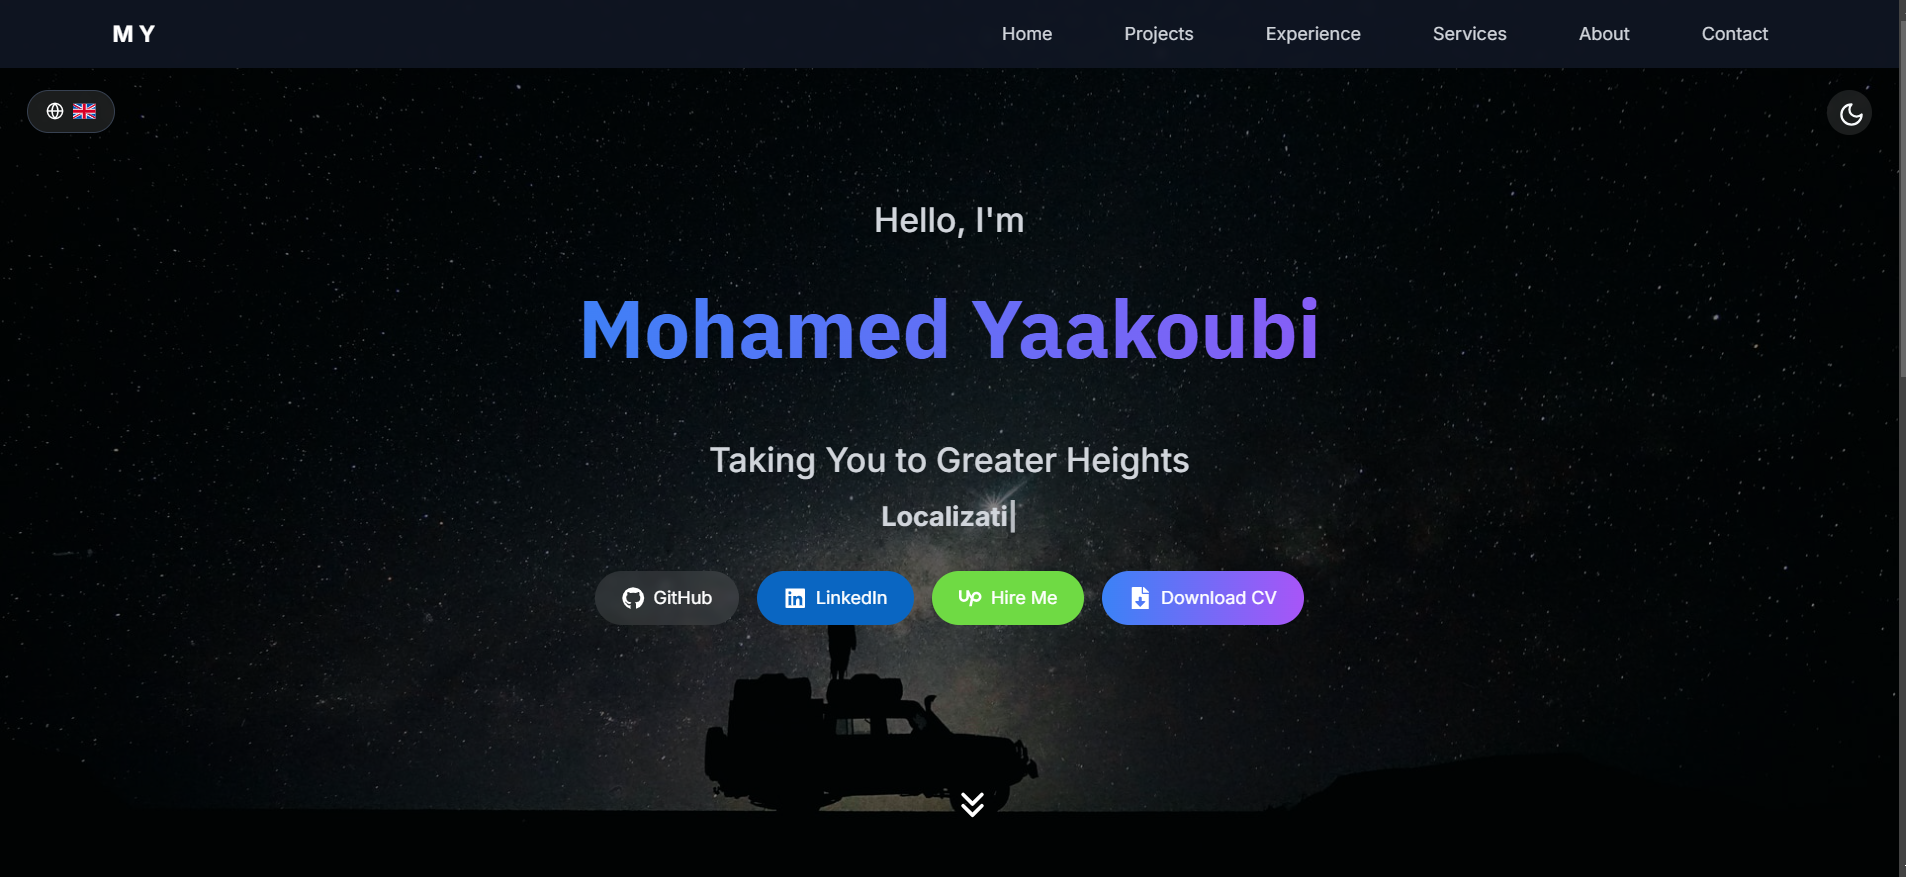 M Y
Home Projects Experience Services About Contact
Hello, I'm
Mohamed Yaakoubi
Taking You to Greater Heights
Localizati
GitHub LinkedIn Up Hire Me Download CV